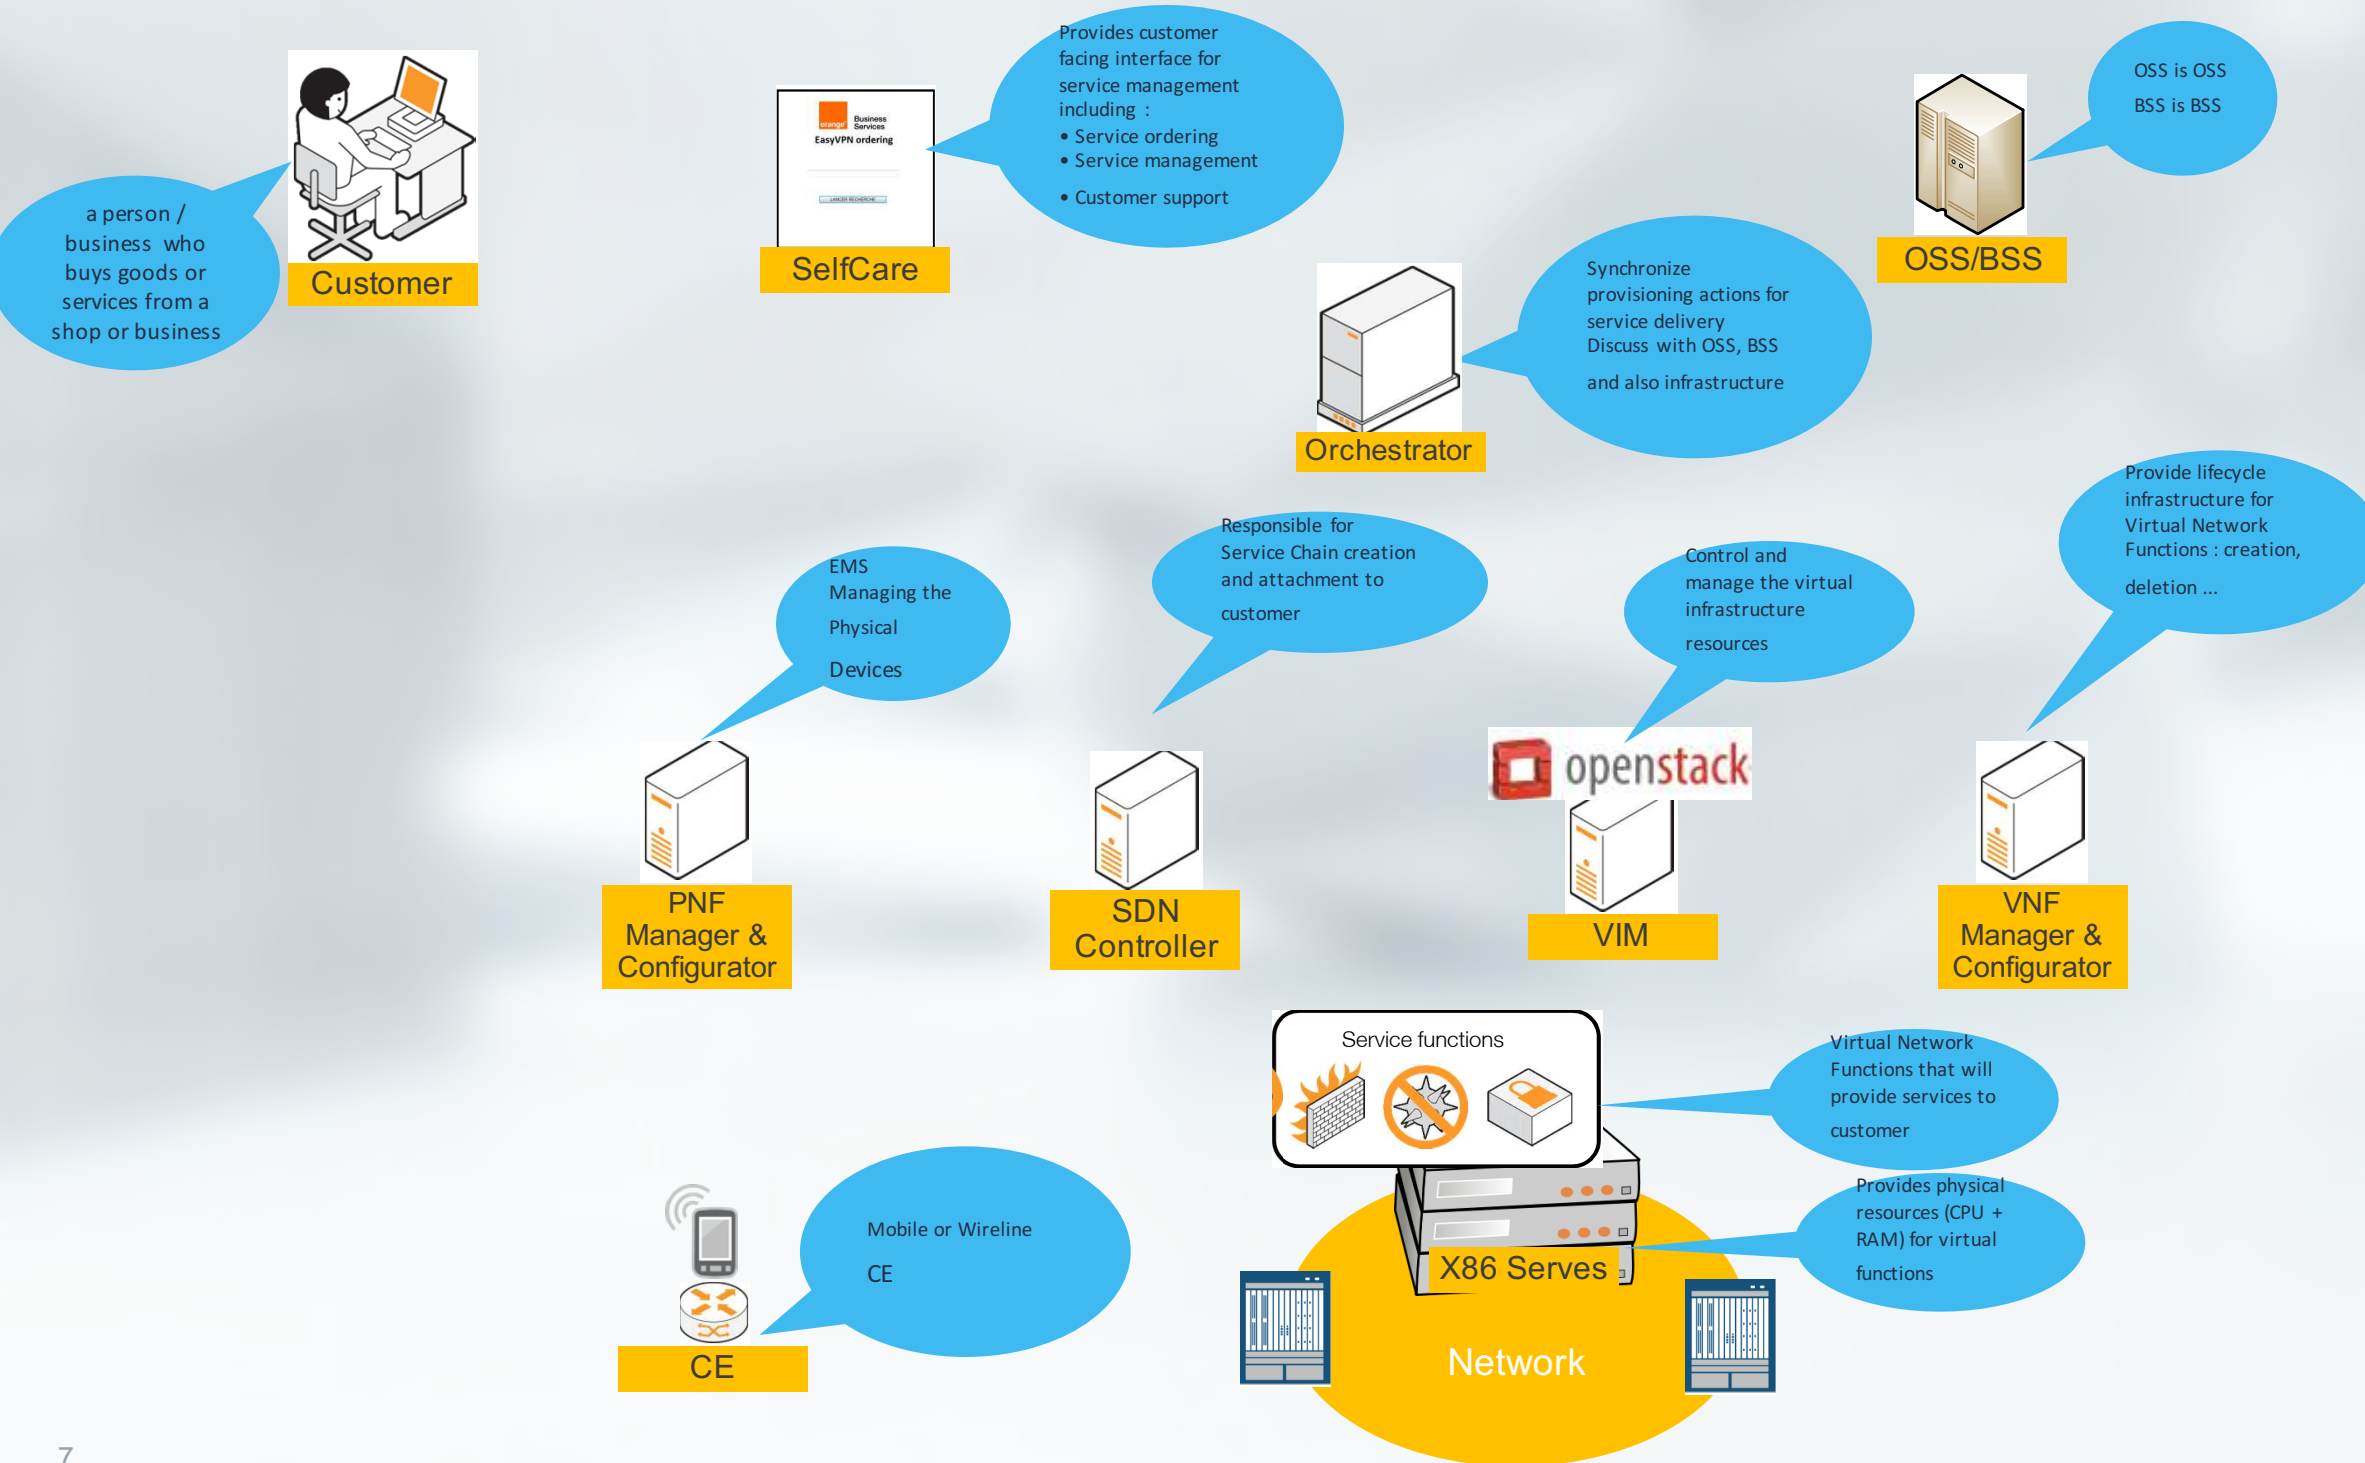 Provides customer
facing interface for
service management
including :
• Service ordering
• Service management
• Customer support
OSS is OSS
BSS is BSS
orange™
Business
Services
EasyVPN ordering
LANCER RECHERCHE
a person /
business who
buys goods or
services from a
shop or business
Customer
SelfCare
OSS/BSS
Synchronize
provisioning actions for
service delivery
Discuss with OSS, BSS
and also infrastructure
Orchestrator
EMS
Managing the
Physical
Devices
Responsible for
Service Chain creation
and attachment to
customer
Control and
manage the virtual
infrastructure
resources
Provide lifecycle
infrastructure for
Virtual Network
Functions : creation,
deletion ...
openstack
PNF
Manager &
Configurator
SDN
Controller
VIM
VNF
Manager &
Configurator
Service functions
Virtual Network
Functions that will
provide services to
customer
Provides physical
resources (CPU +
RAM) for virtual
functions
Mobile or Wireline
CE
X86 Serves
Network
CE
7